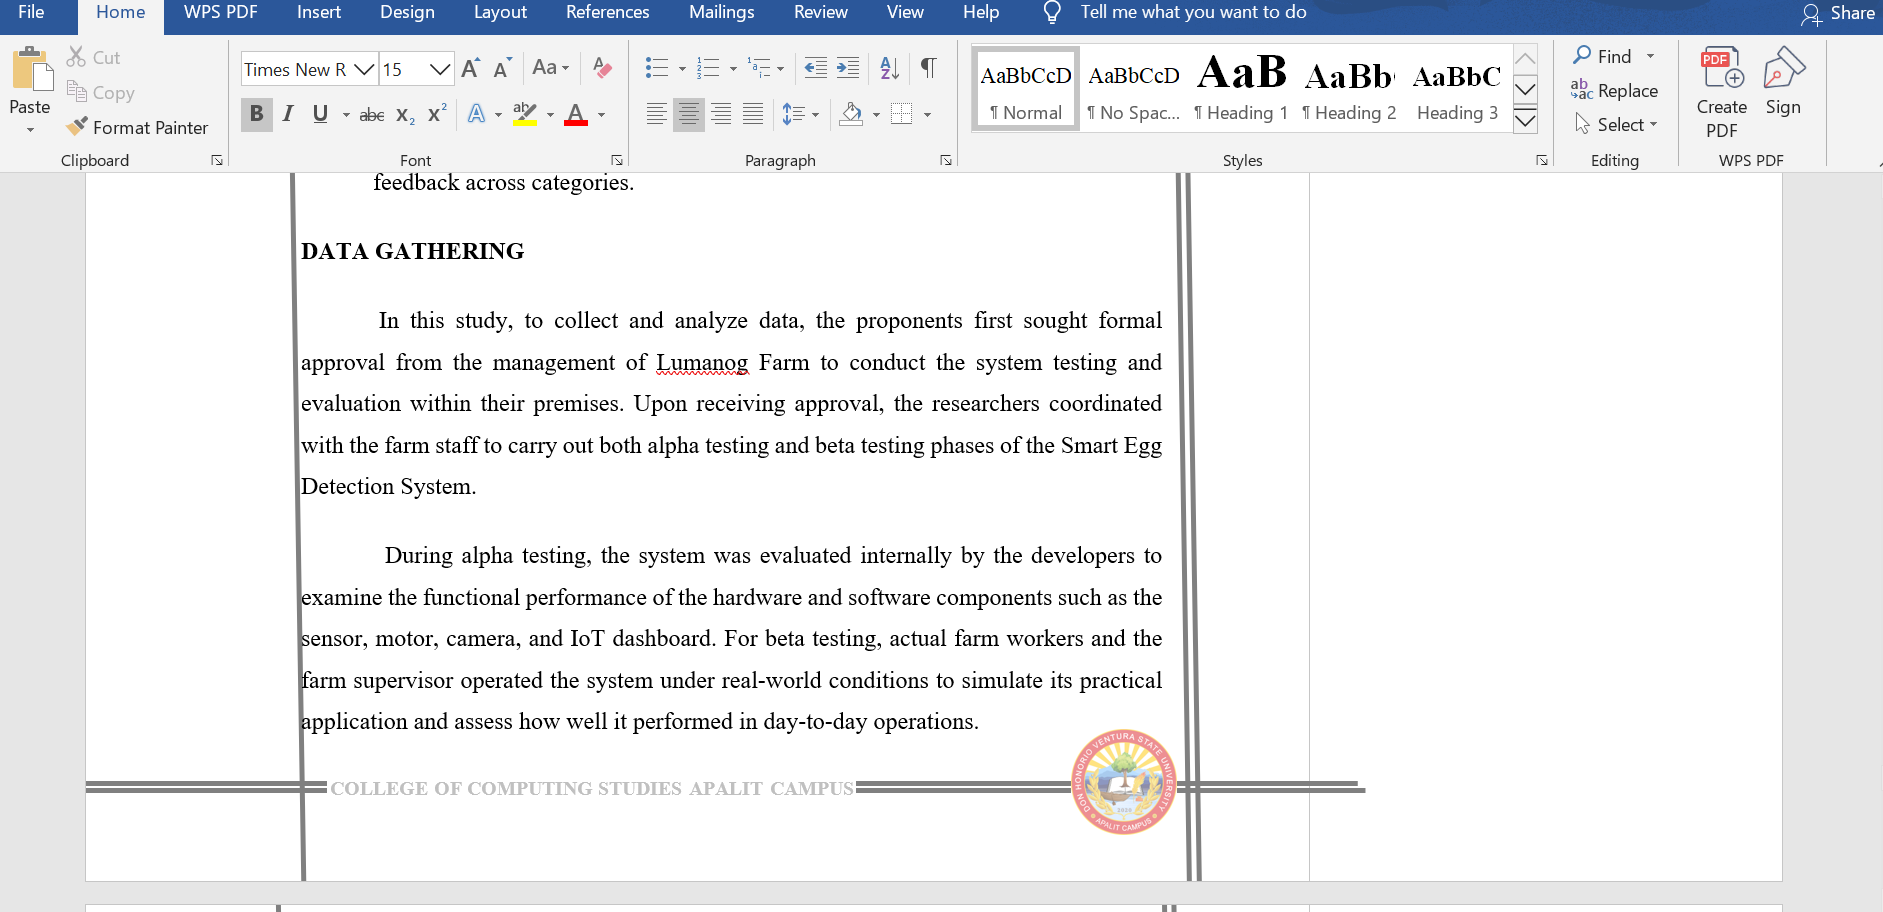 File Home WPS PDF Insert Design Layout References Mailings Review View Help Tell me what you want to do Share
Paste
Cut
Copy
Format Painter
Clipboard
Times New R 15
Aa
B I U abc X2 X2 A ab A
Font
Paragraph
AaBbCcD AaBbCcD AaB AaBb AaBbC
¶ Normal ¶ No Spac... ¶ Heading 1 ¶ Heading 2 Heading 3
Styles
Find
Replace
Select
Editing
Create PDF
Sign
WPS PDF
feedback across categories.
DATA GATHERING
In this study, to collect and analyze data, the proponents first sought formal
approval from the management of Lumanog Farm to conduct the system testing and
evaluation within their premises. Upon receiving approval, the researchers coordinated
with the farm staff to carry out both alpha testing and beta testing phases of the Smart Egg
Detection System.
During alpha testing, the system was evaluated internally by the developers to
examine the functional performance of the hardware and software components such as the
sensor, motor, camera, and IoT dashboard. For beta testing, actual farm workers and the
farm supervisor operated the system under real-world conditions to simulate its practical
application and assess how well it performed in day-to-day operations.
COLLEGE OF COMPUTING STUDIES APALIT CAMPUS
DON HONORIO VENTURA STATE UNIVERSITY
APALIT CAMPUS